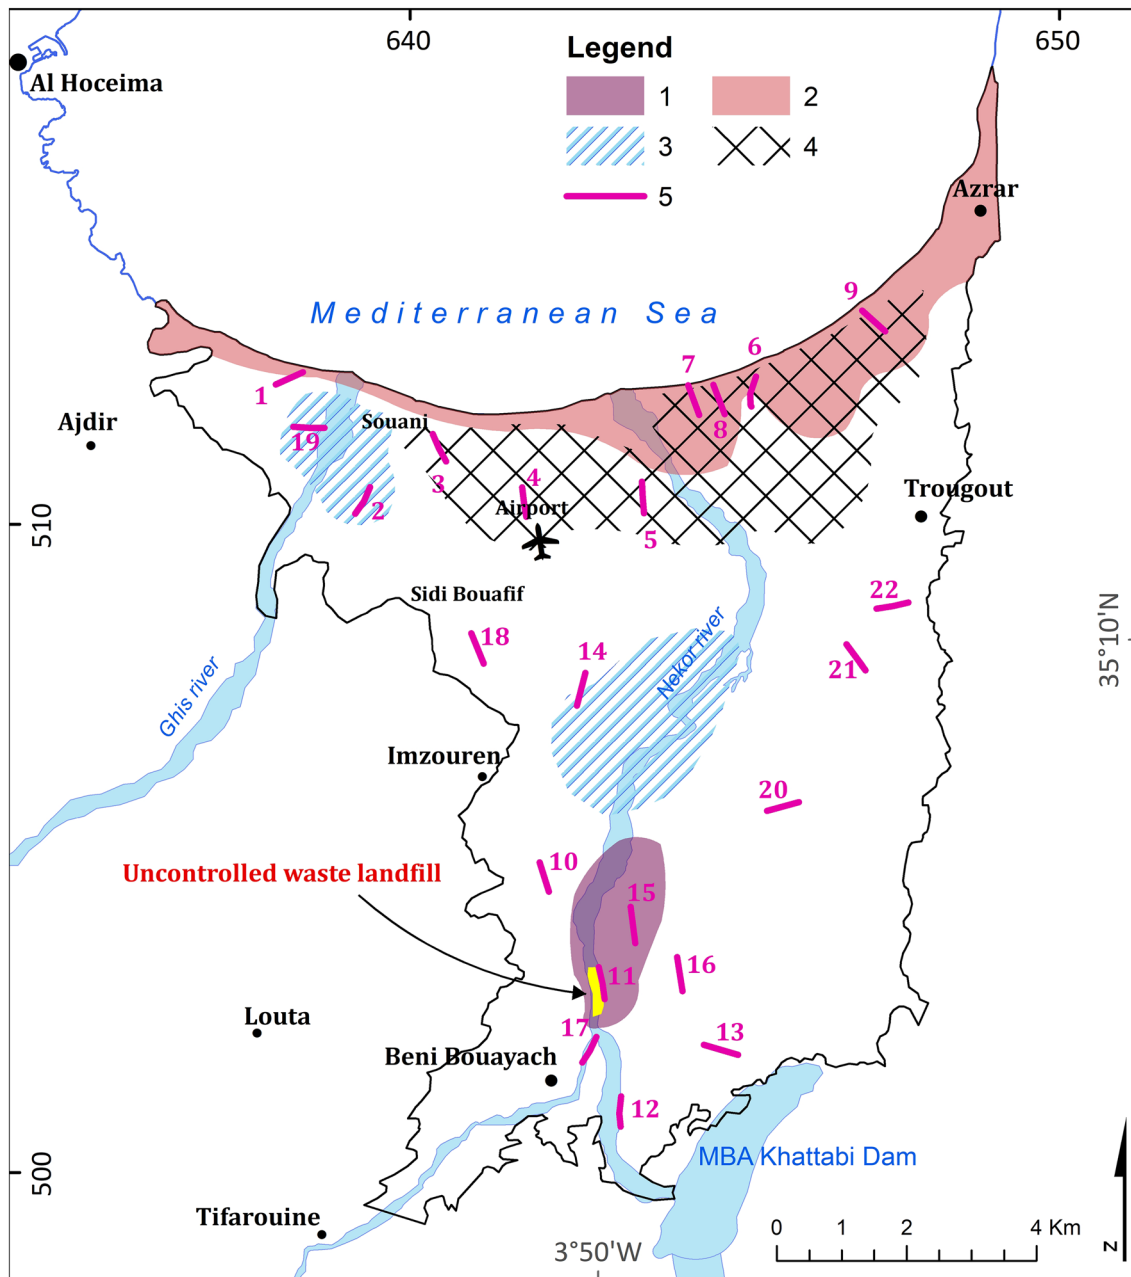 640
650
Legend
Al Hoceima
1
2
3
4
5
Azrar
9
Mediterranean Sea
6
7
1
8
Ajdir
Souani
19
3
4
2
Airport
Trougout
510
5
22
Sidi Bouafif
35°10'N
18
14
Nekor river
21
Ghis river
Imzouren
20
10
Uncontrolled waste landfill
15
16
11
Louta
17
13
Beni Bouayach
12
MBA Khattabi Dam
500
Tifarouine
0 1 2 4 Km
3°50'W
N